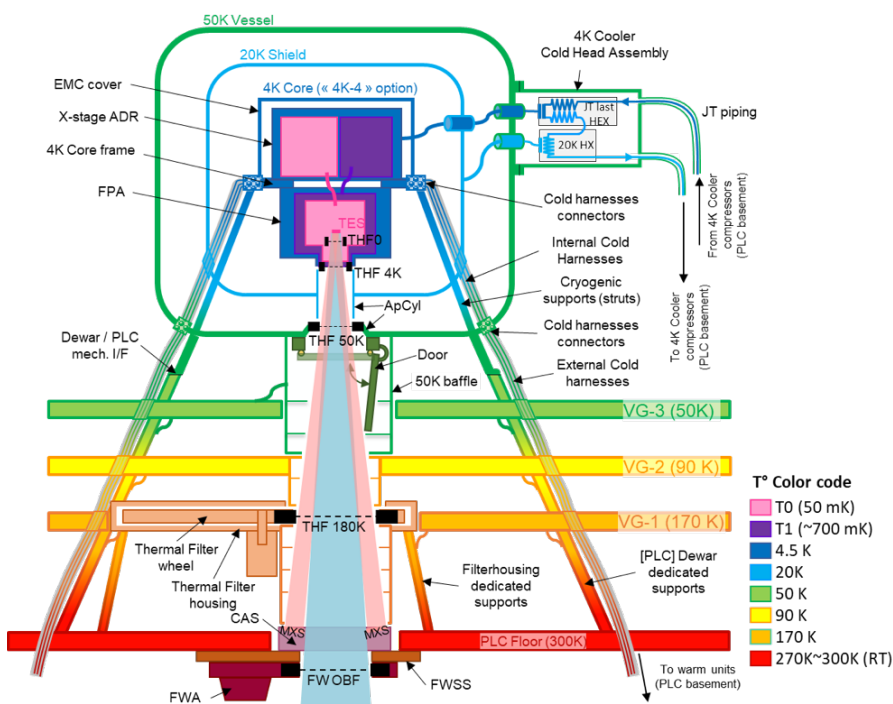 50K Vessel
20K Shield
4K Core (« 4K-4 » option)
EMC cover
X-stage ADR
4K Core frame
FPA
4K Cooler
Cold Head Assembly
JT last
HEX
20K HX
JT piping
From 4K Cooler
compressors
(PLC basement)
To 4K Cooler
compressors
(PLC basement)
TES
THF0
THF 4K
ApCyl
THF 50K
Door
50K baffle
Cold harnesses
connectors
Internal Cold
Harnesses
Cryogenic
supports (struts)
Cold harnesses
connectors
External Cold
harnesses
Dewar / PLC
mech. I/F
VG-3 (50K)
VG-2 (90 K)
VG-1 (170 K)
THF 180K
Thermal Filter
wheel
Thermal Filter
housing
Filterhousing
dedicated
supports
[PLC] Dewar
dedicated
supports
CAS
MXS
MXS
PLC Floor (300K)
FW OBF
FWA
FWSS
To warm units
(PLC basement)
T° Color code
T0 (50 mK)
T1 (~700 mK)
4.5 K
20K
50 K
90 K
170 K
270K~300K (RT)